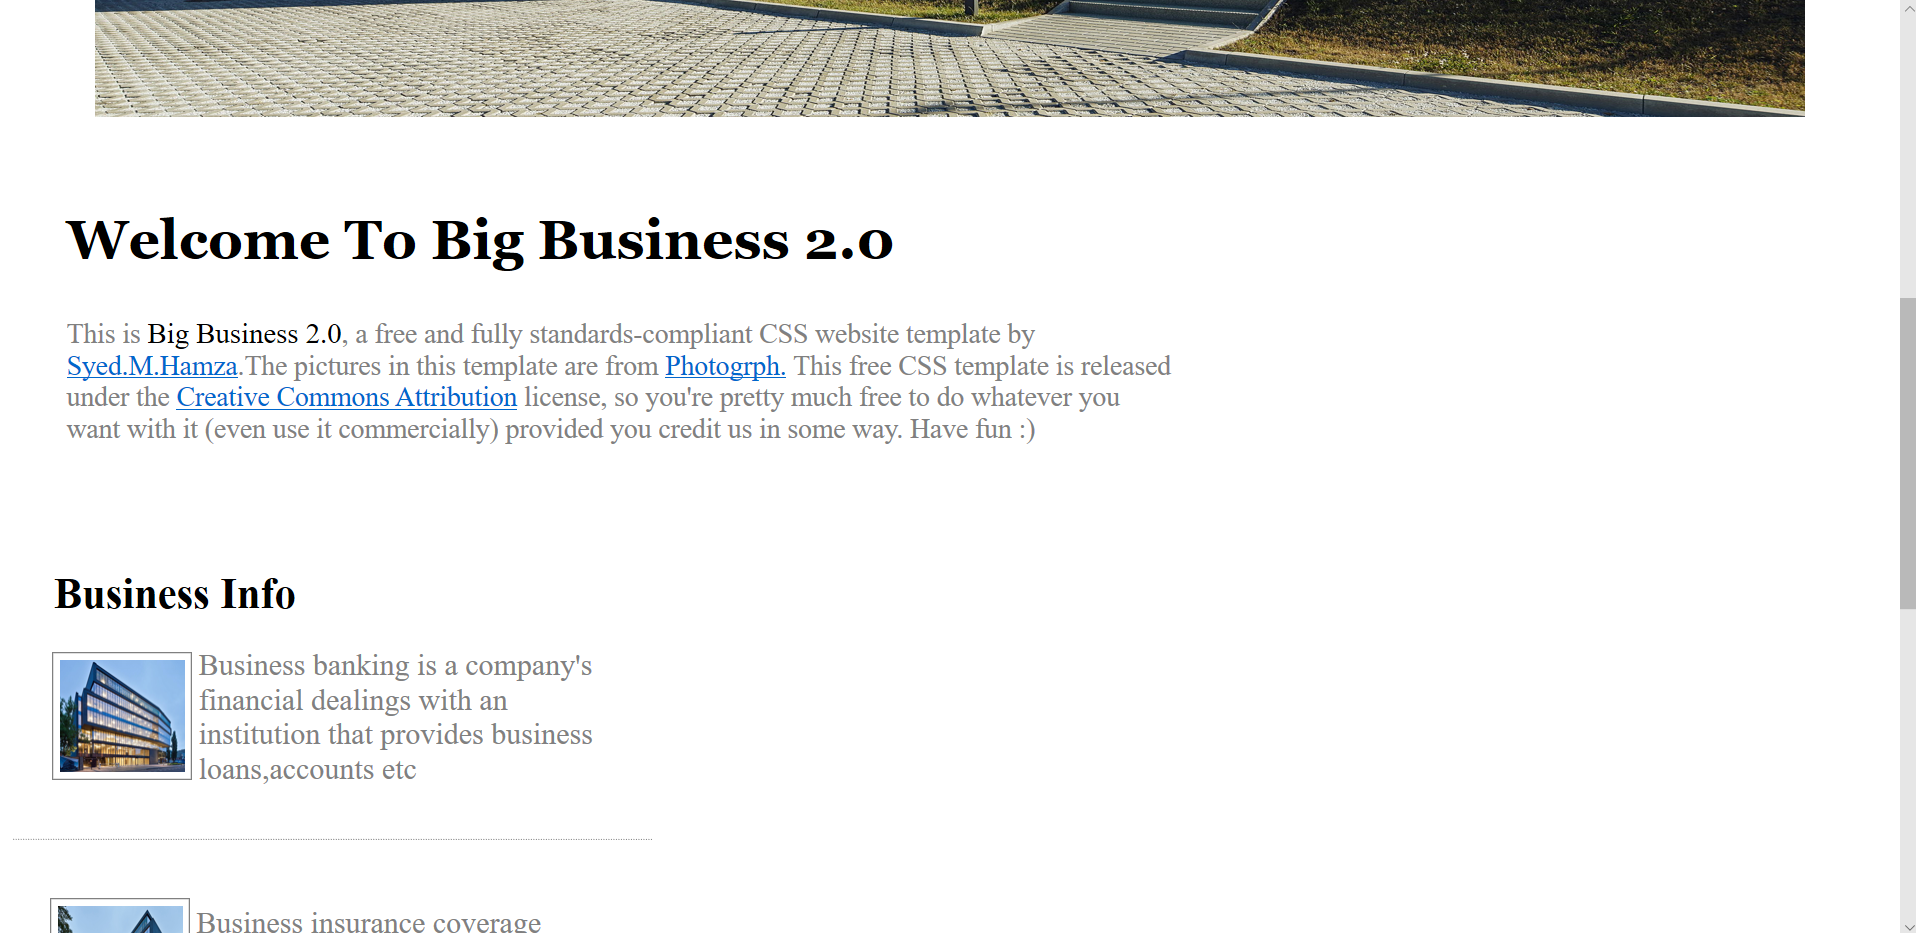 Welcome To Big Business 2.0
This is Big Business 2.0, a free and fully standards-compliant CSS website template by
Syed.M.Hamza.The pictures in this template are from Photogrph. This free CSS template is released
under the Creative Commons Attribution license, so you're pretty much free to do whatever you
want with it (even use it commercially) provided you credit us in some way. Have fun :)
Business Info
Business banking is a company's
financial dealings with an
institution that provides business
loans,accounts etc
Business insurance coverage